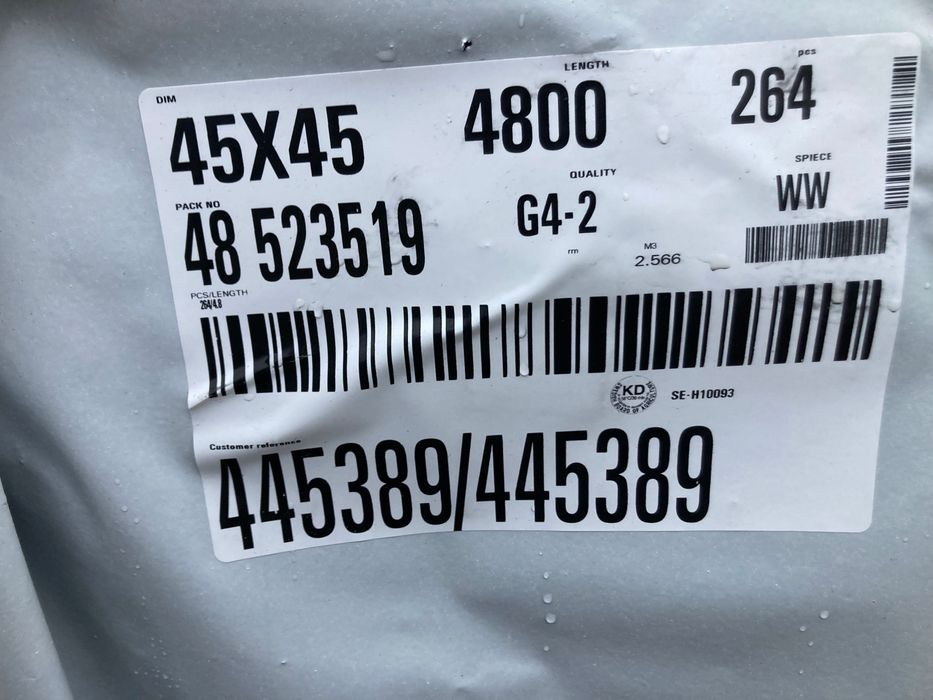 DIM
LENGTH
pcs
45X45
4800
264
PACK NO
QUALITY
SPIECE
48 523519
G4-2
WW
rm
M3
2.566
PCS/LENGTH
264/4.8
KD
SE-H10093
Customer reference
445389/445389